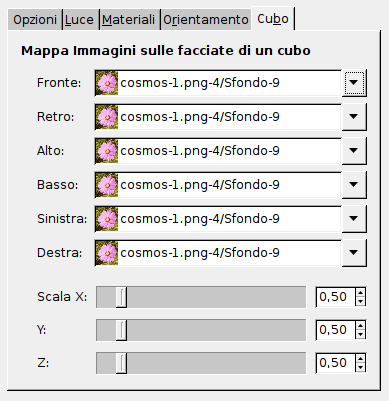 Opzioni Luce Materiali Orientamento Cubo
Mappa Immagini sulle facciate di un cubo
Fronte: cosmos-1.png-4/Sfondo-9
Retro: cosmos-1.png-4/Sfondo-9
Alto: cosmos-1.png-4/Sfondo-9
Basso: cosmos-1.png-4/Sfondo-9
Sinistra: cosmos-1.png-4/Sfondo-9
Destra: cosmos-1.png-4/Sfondo-9
Scala X: 0,50
Y: 0,50
Z: 0,50